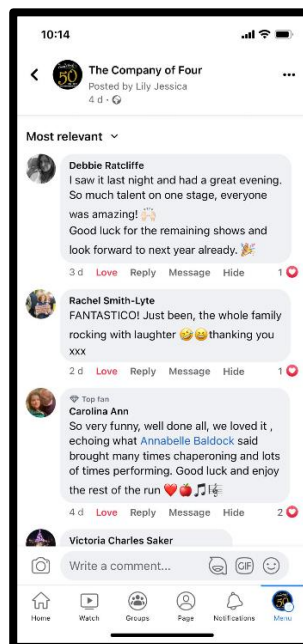 10:14
The Company of Four
Posted by Lily Jessica
4 d ·
50
Most relevant
Debbie Ratcliffe
I saw it last night and had a great evening.
So much talent on one stage, everyone
was amazing! 🙌🏻
Good luck for the remaining shows and
look forward to next year already. 🎉
3 d Love Reply Message Hide 1
Rachel Smith-Lyte
FANTASTICO! Just been, the whole family
rocking with laughter 🤣😄thanking you
xxx
2 d Love Reply Message Hide 1
Top fan
Carolina Ann
So very funny, well done all, we loved it ,
echoing what Annabelle Baldock said
brought many times chaperoning and lots
of times performing. Good luck and enjoy
the rest of the run ❤️🍎🎵🎼
4 d Love Reply Message Hide 2
Victoria Charles Saker
Write a comment...
GIF
Home Watch Groups Page Notifications Menu
50